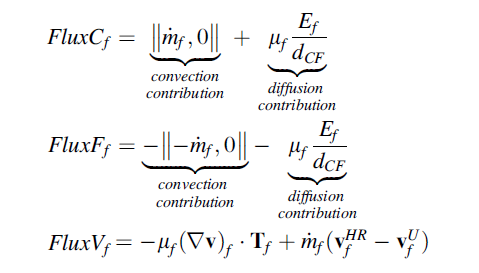 FluxC_f = ||ṁ_f, 0|| + μ_f E_f/d_CF
convection contribution diffusion contribution
FluxF_f = −||−ṁ_f, 0|| − μ_f E_f/d_CF
convection contribution diffusion contribution
FluxV_f = −μ_f(∇v)_f · T_f + ṁ_f(v_f^HR − v_f^U)